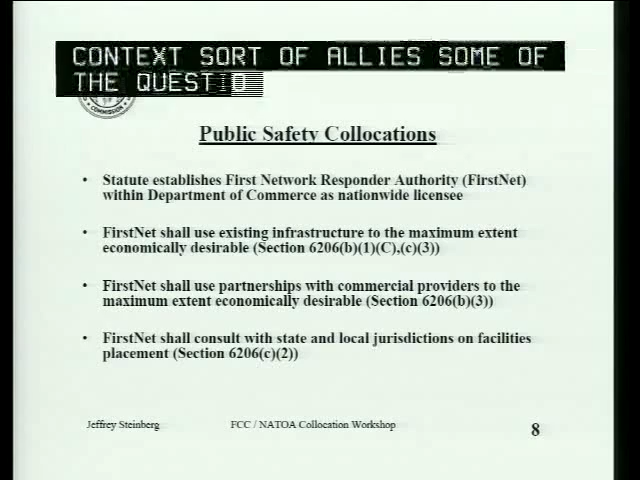 CONTEXT SORT OF ALLIES SOME OF
THE QUESTIO
COMMISSION
Public Safety Collocations
• Statute establishes First Network Responder Authority (FirstNet)
within Department of Commerce as nationwide licensee
• FirstNet shall use existing infrastructure to the maximum extent
economically desirable (Section 6206(b)(1)(C),(c)(3))
• FirstNet shall use partnerships with commercial providers to the
maximum extent economically desirable (Section 6206(b)(3))
• FirstNet shall consult with state and local jurisdictions on facilities
placement (Section 6206(c)(2))
Jeffrey Steinberg
FCC / NATOA Collocation Workshop
8